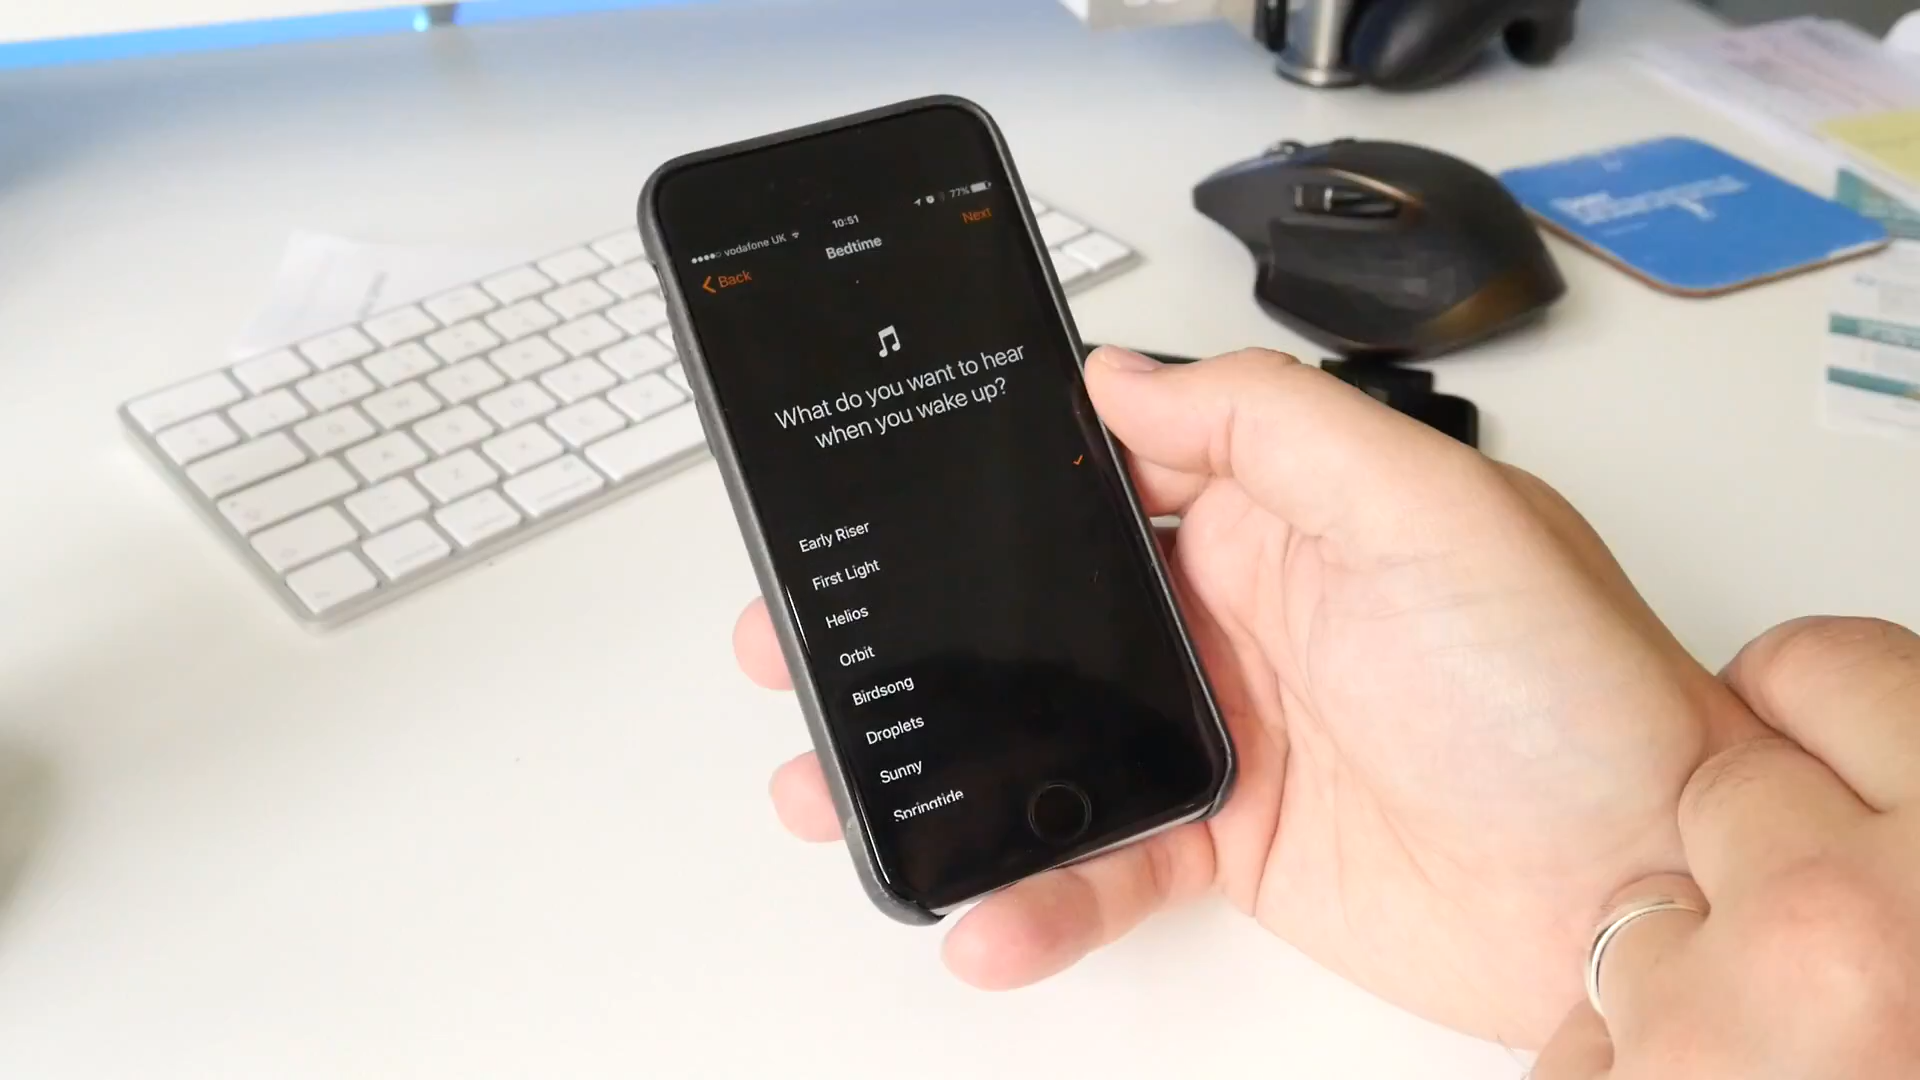 vodafone UK
10:51
77%
Back
Bedtime
Next
What do you want to hear
when you wake up?
Early Riser
First Light
Helios
Orbit
Birdsong
Droplets
Sunny
Springtide